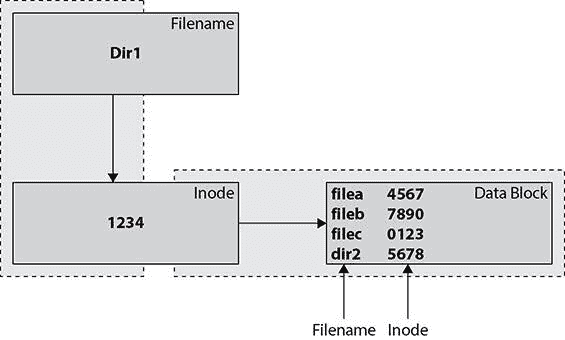 Filename
Dir1
Inode
1234
Data Block
filea 4567
fileb 7890
filec 0123
dir2 5678
Filename Inode